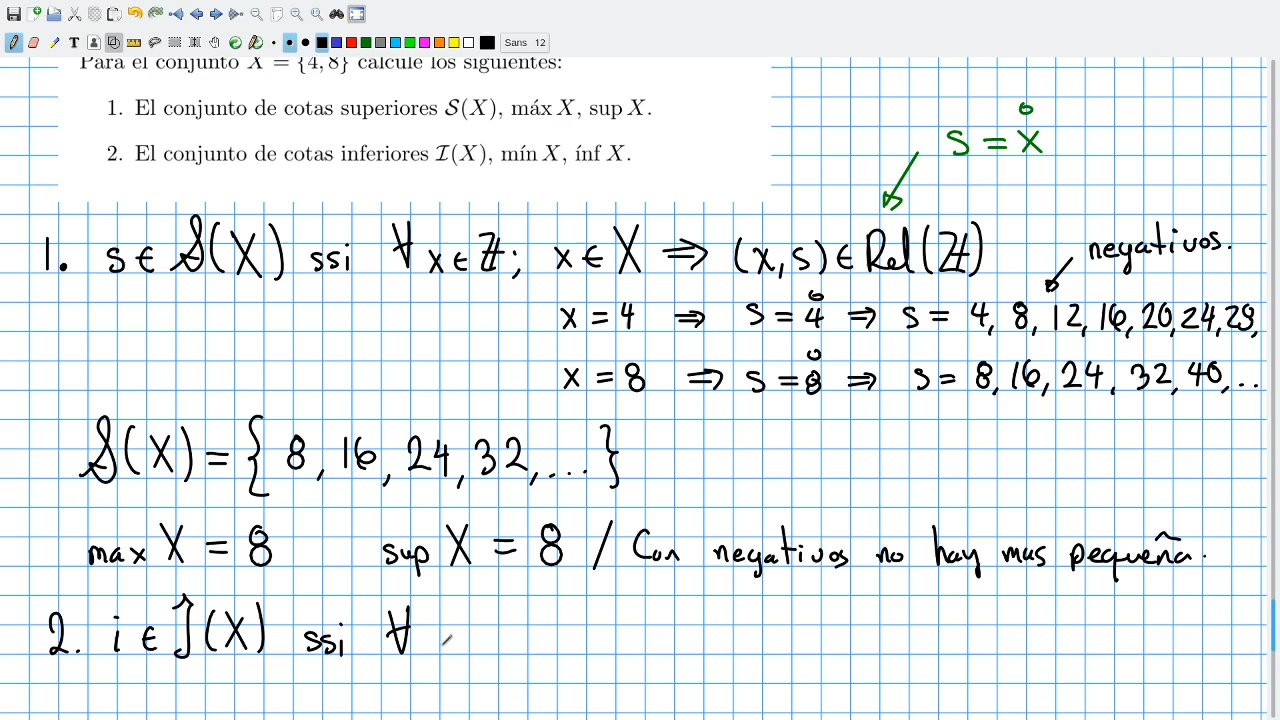 Sans 12
Para el conjunto X = {4, 8} calcule los siguientes:
1. El conjunto de cotas superiores 𝒮(X), máx X, sup X.
2. El conjunto de cotas inferiores ℐ(X), mín X, ínf X.
s = x̊
1. s ∈ 𝒮(X) ssi ∀ x ∈ ℤ; x ∈ X ⟹ (x, s) ∈ Rel(ℤ)
negativos.
x = 4 ⟹ s = 4̊ ⟹ s = 4, 8, 12, 16, 20, 24, 28,
x = 8 ⟹ s = 8̊ ⟹ s = 8, 16, 24, 32, 40, ...
𝒮(X) = { 8, 16, 24, 32, ... }
max X = 8 sup X = 8 / Con negativos no hay mas pequeña.
2. i ∈ ℐ(X) ssi ∀